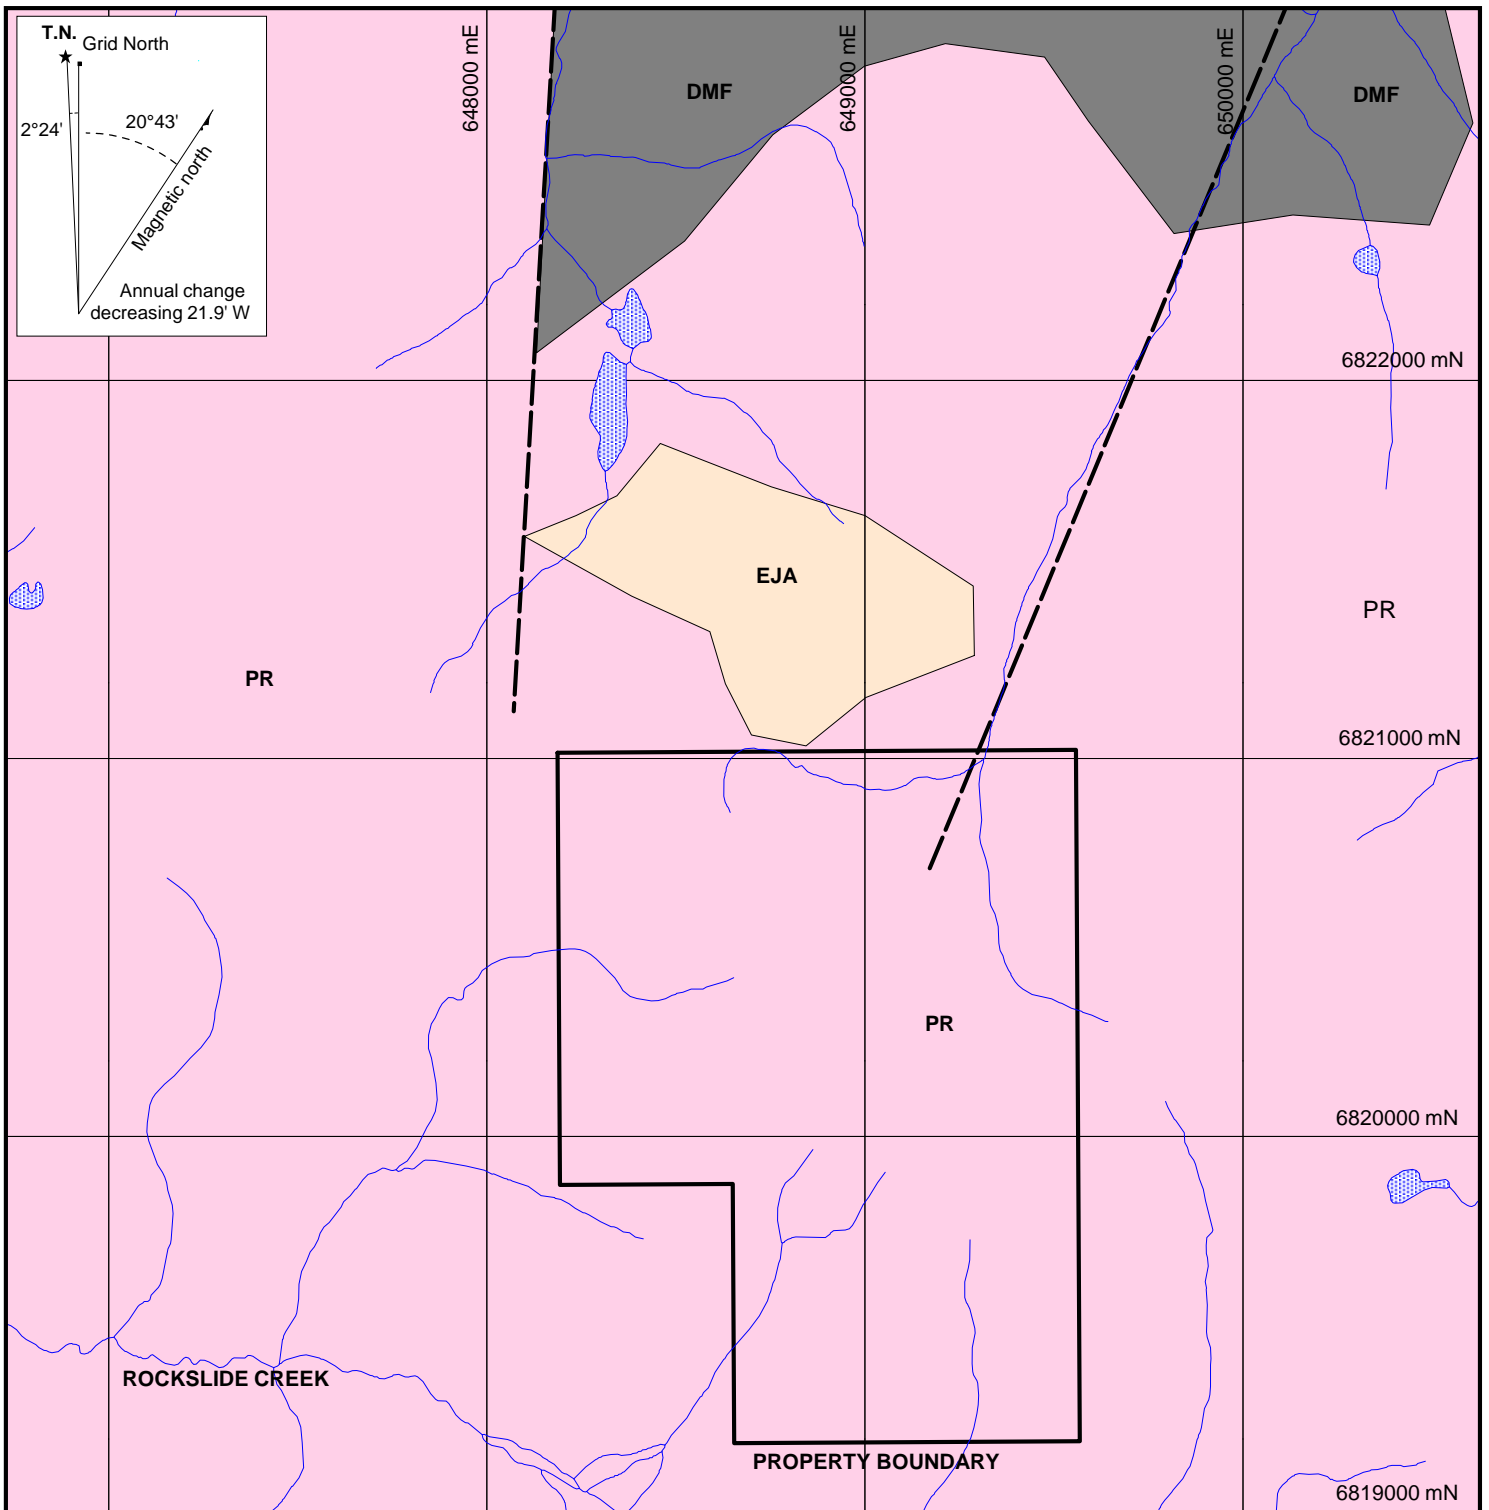 T.N.
Grid North
2°24'
20°43'
Magnetic north
Annual change
decreasing 21.9' W
648000 mE
649000 mE
650000 mE
DMF
DMF
6822000 mN
EJA
PR
PR
6821000 mN
PR
6820000 mN
ROCKSLIDE CREEK
PROPERTY BOUNDARY
6819000 mN